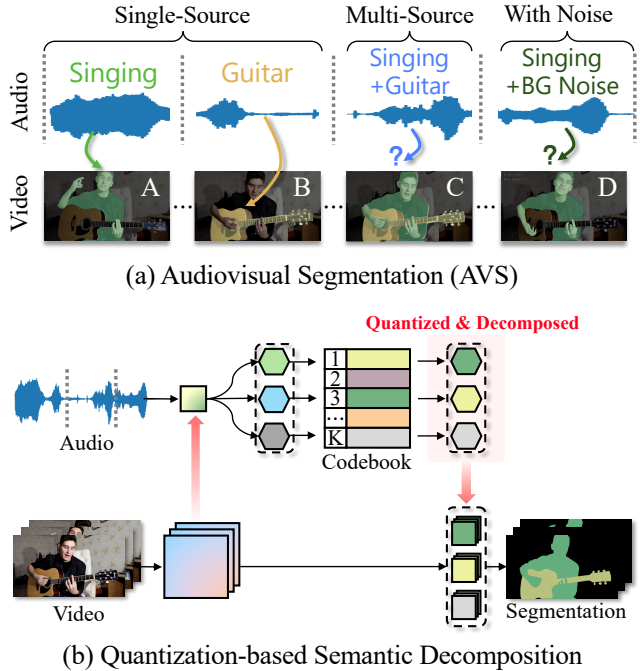 Single-Source
Multi-Source
With Noise
Audio
Singing
Guitar
Singing
+Guitar
Singing
+BG Noise
?
?
Video
A
B
C
D
...
...
...
(a) Audiovisual Segmentation (AVS)
Quantized & Decomposed
1
2
3
...
K
Audio
Codebook
Video
Segmentation
(b) Quantization-based Semantic Decomposition